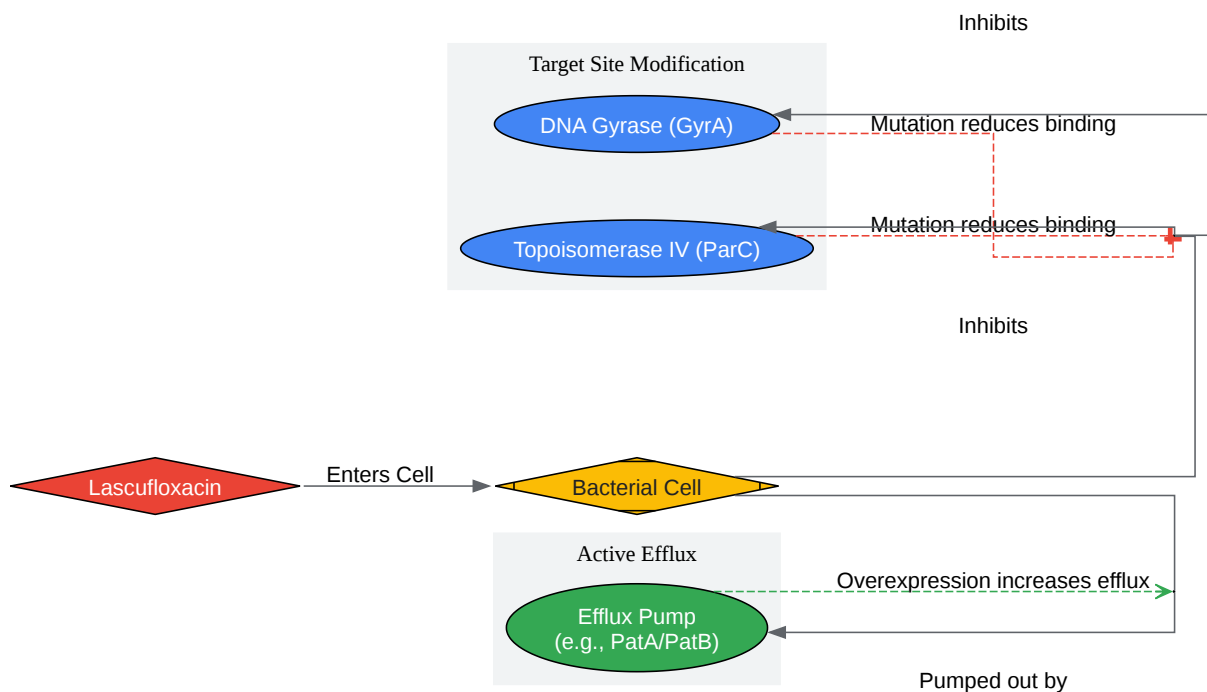 Inhibits
Target Site Modification
DNA Gyrase (GyrA)
Mutation reduces binding
Topoisomerase IV (ParC)
Mutation reduces binding
Inhibits
Lascufloxacin
Enters Cell
Bacterial Cell
Active Efflux
Overexpression increases efflux
Efflux Pump
(e.g., PatA/PatB)
Pumped out by